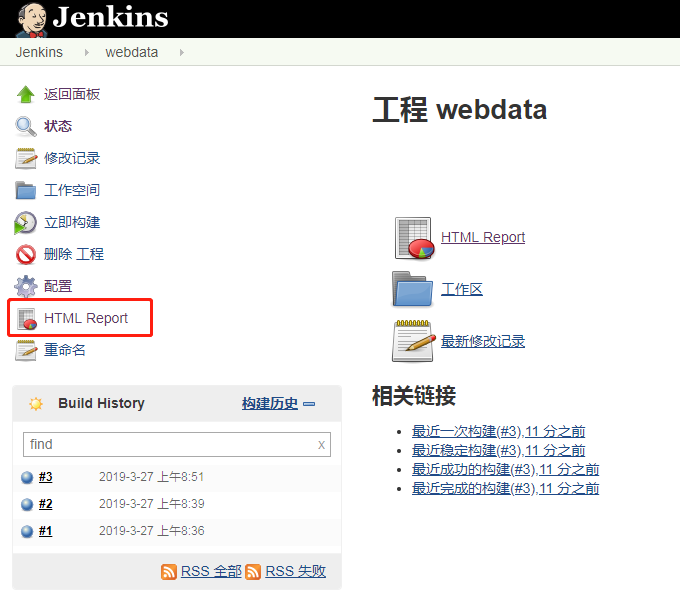 Jenkins
Jenkins webdata
返回面板
状态
修改记录
工作空间
立即构建
删除 工程
配置
HTML Report
重命名
Build History 构建历史
find x
#3 2019-3-27 上午8:51
#2 2019-3-27 上午8:39
#1 2019-3-27 上午8:36
RSS 全部 RSS 失败
工程 webdata
HTML Report
工作区
最新修改记录
相关链接
最近一次构建(#3),11 分之前
最近稳定构建(#3),11 分之前
最近成功的构建(#3),11 分之前
最近完成的构建(#3),11 分之前